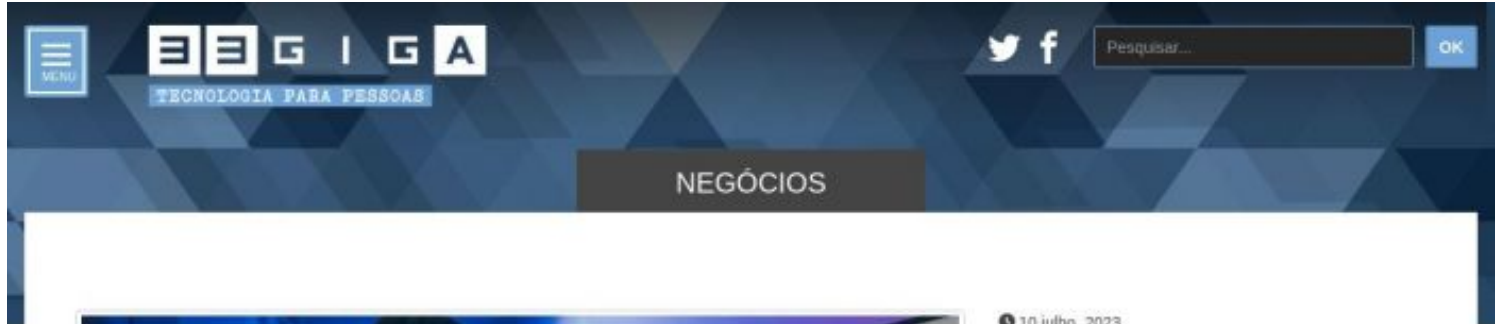 MENU
33GIGA
TECNOLOGIA PARA PESSOAS
Pesquisar...
OK
NEGÓCIOS
10 julho, 2023